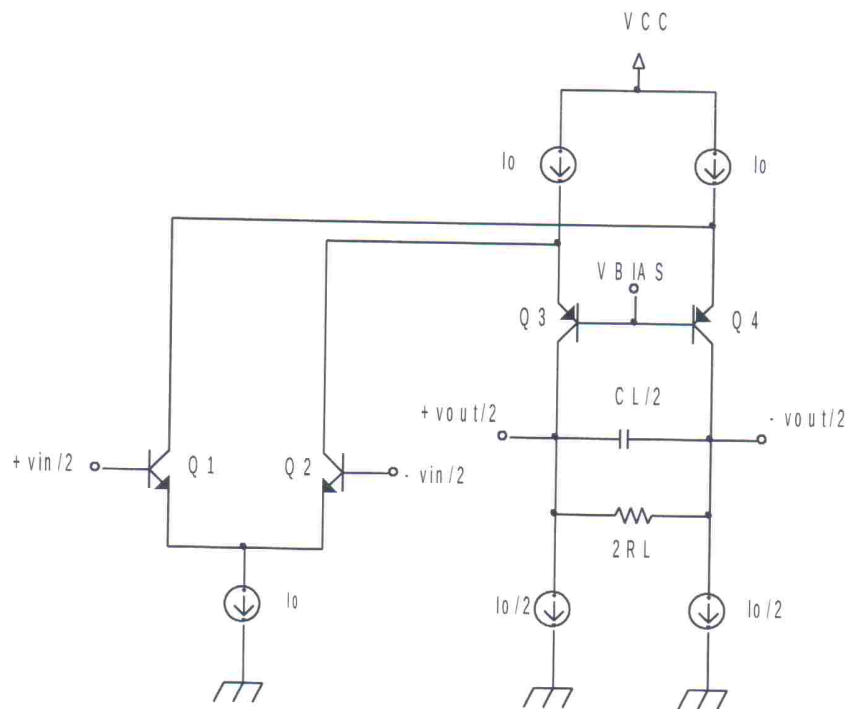 VCC
Io
Io
VBIAS
Q3
Q4
CL/2
+vout/2
- vout/2
+vin/2
Q1
Q2
- vin/2
2RL
Io
Io/2
Io/2